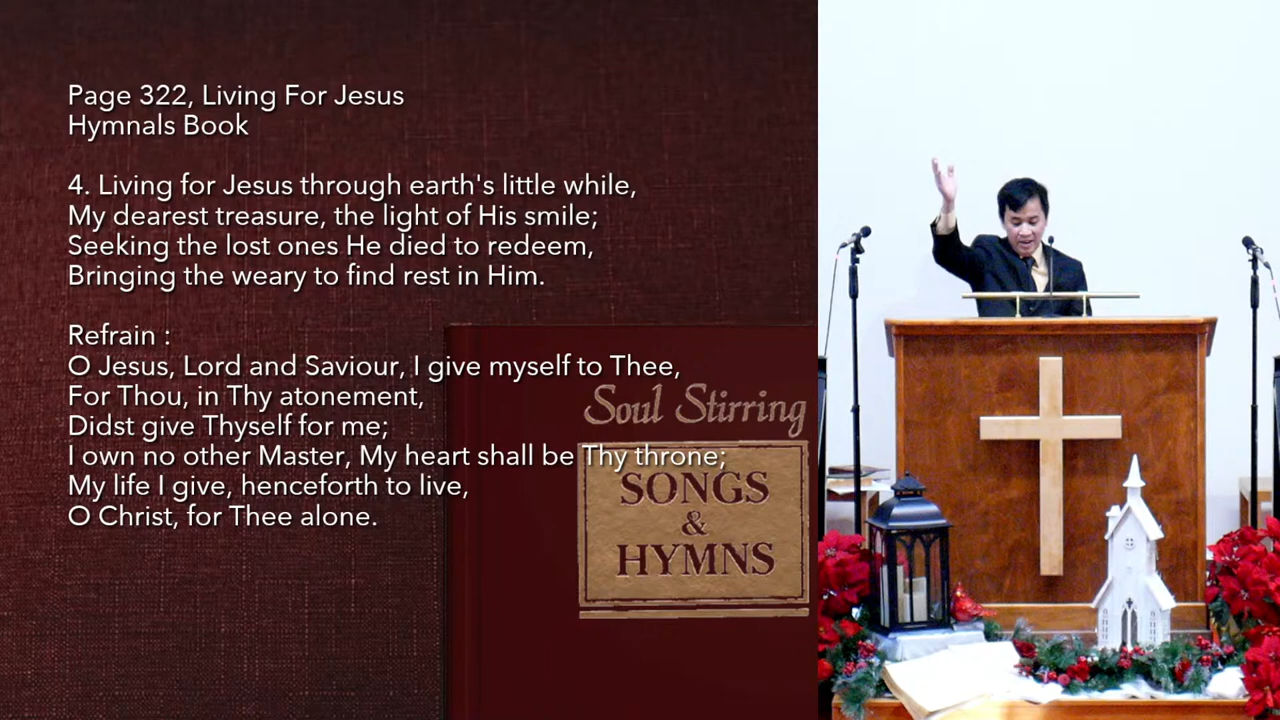 Page 322, Living For Jesus
Hymnals Book
4. Living for Jesus through earth's little while,
My dearest treasure, the light of His smile;
Seeking the lost ones He died to redeem,
Bringing the weary to find rest in Him.
Refrain :
O Jesus, Lord and Saviour, I give myself to Thee,
For Thou, in Thy atonement,
Didst give Thyself for me;
I own no other Master, My heart shall be Thy throne;
My life I give, henceforth to live,
O Christ, for Thee alone.
Soul Stirring
SONGS
&
HYMNS